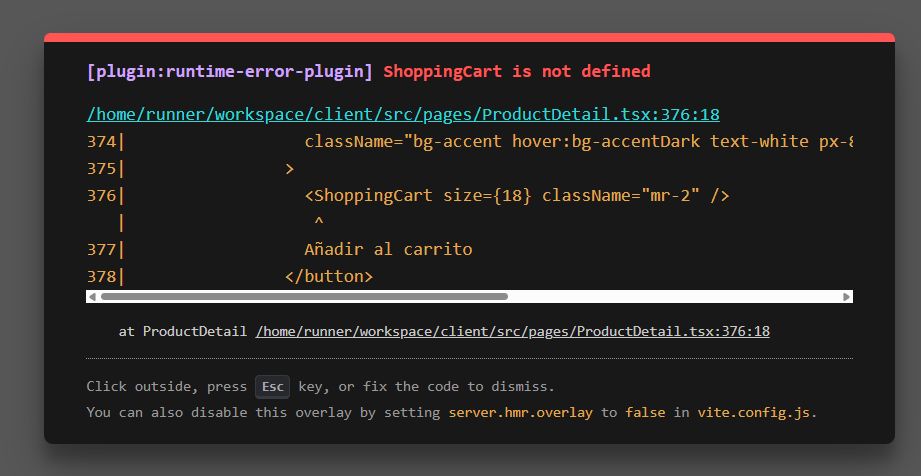 [plugin:runtime-error-plugin] ShoppingCart is not defined
/home/runner/workspace/client/src/pages/ProductDetail.tsx:376:18
374|                  className="bg-accent hover:bg-accentDark text-white px-8
375|                >
376|                  <ShoppingCart size={18} className="mr-2" />
   |                   ^
377|                  Añadir al carrito
378|                </button>
at ProductDetail /home/runner/workspace/client/src/pages/ProductDetail.tsx:376:18
Click outside, press Esc key, or fix the code to dismiss.
You can also disable this overlay by setting server.hmr.overlay to false in vite.config.js.